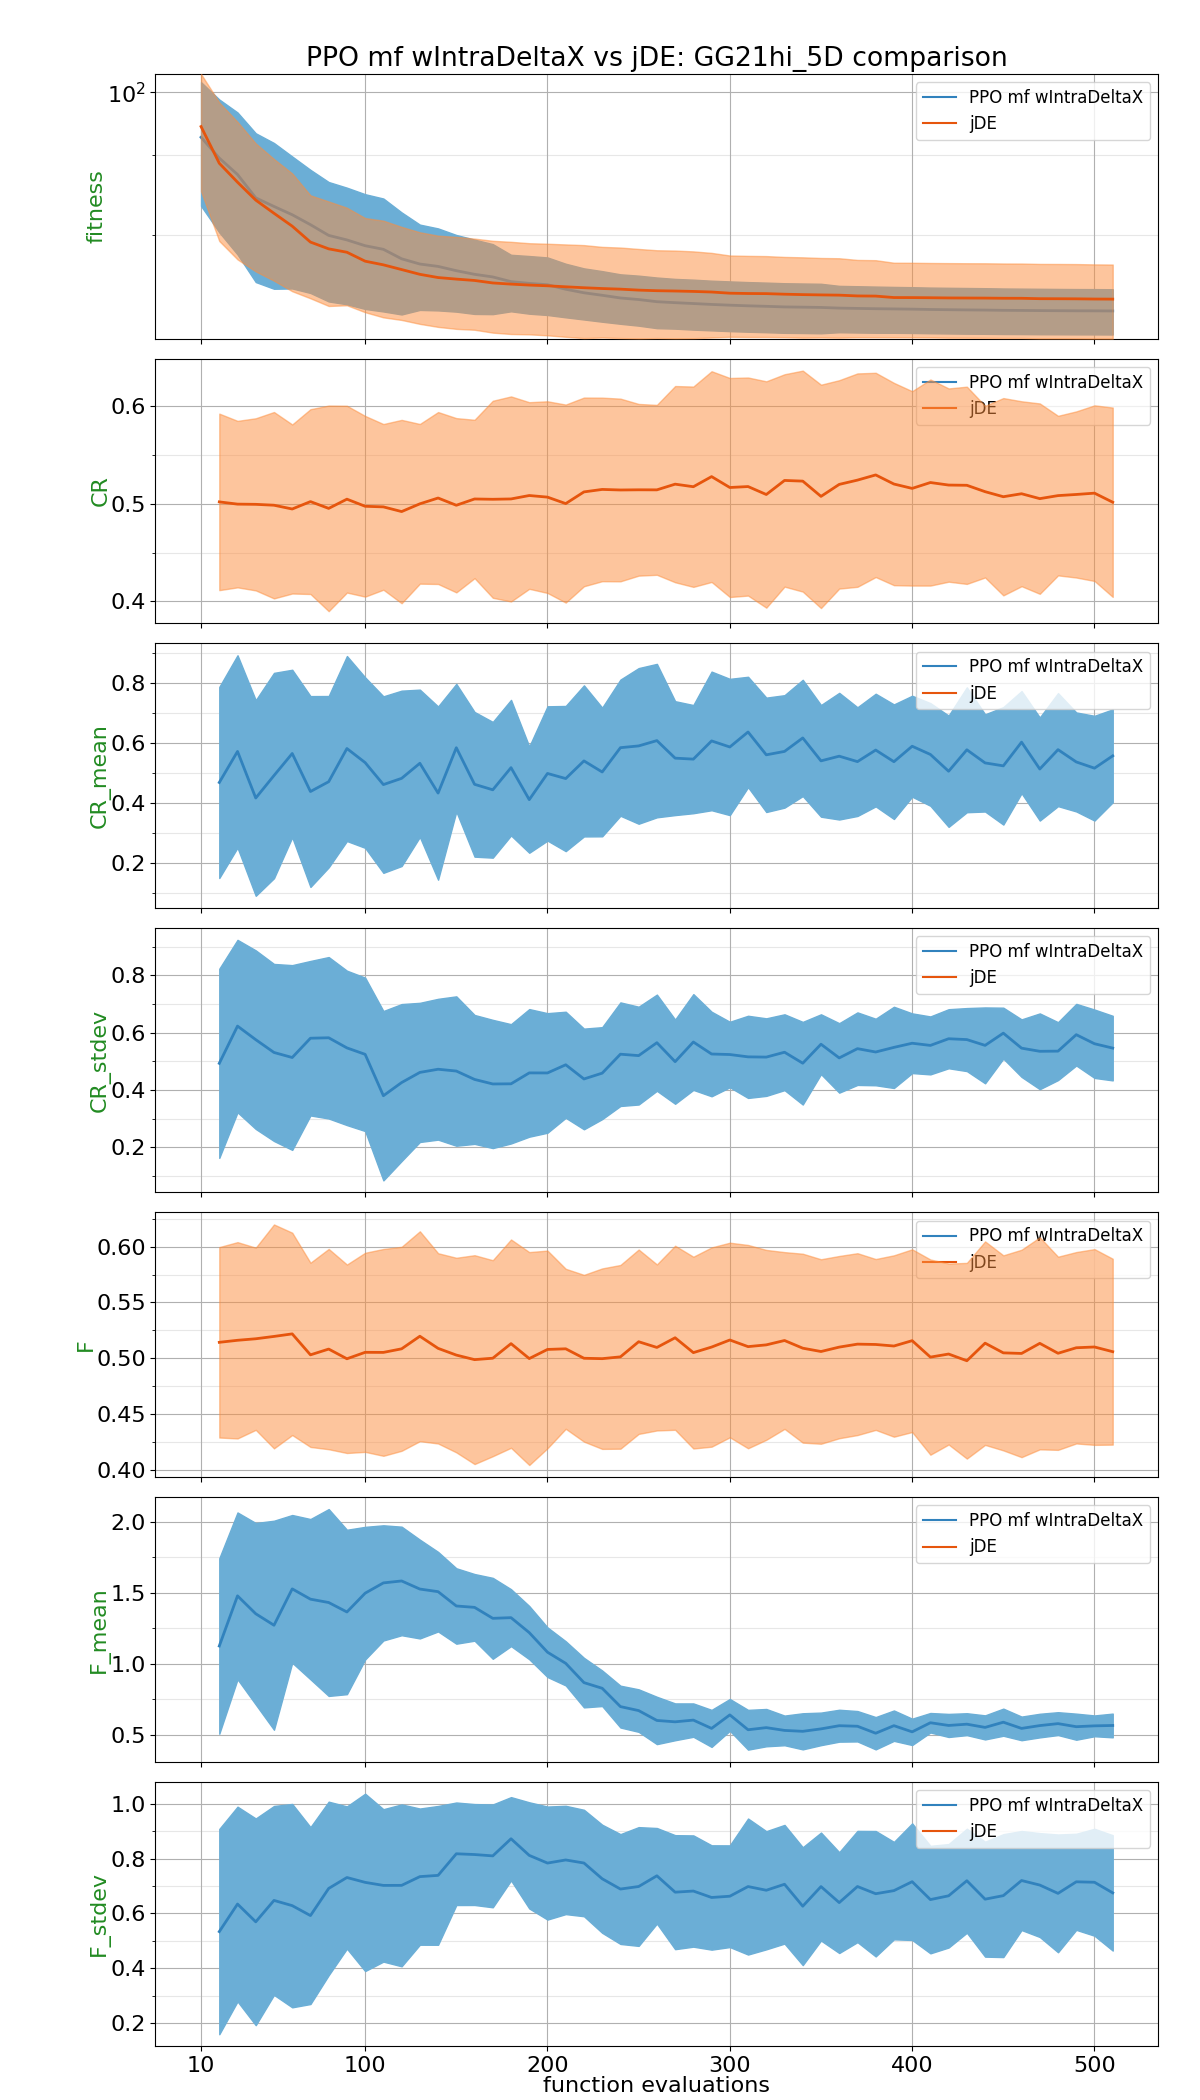 PPO mf wIntraDeltaX vs jDE: GG21hi_5D comparison
10²
fitness
PPO mf wIntraDeltaX
jDE
0.6
0.5
0.4
CR
PPO mf wIntraDeltaX
jDE
0.8
0.6
0.4
0.2
CR_mean
PPO mf wIntraDeltaX
jDE
0.8
0.6
0.4
0.2
CR_stdev
PPO mf wIntraDeltaX
jDE
0.60
0.55
0.50
0.45
0.40
F
PPO mf wIntraDeltaX
jDE
2.0
1.5
1.0
0.5
F_mean
PPO mf wIntraDeltaX
jDE
1.0
0.8
0.6
0.4
0.2
F_stdev
PPO mf wIntraDeltaX
jDE
10 100 200 300 400 500
function evaluations